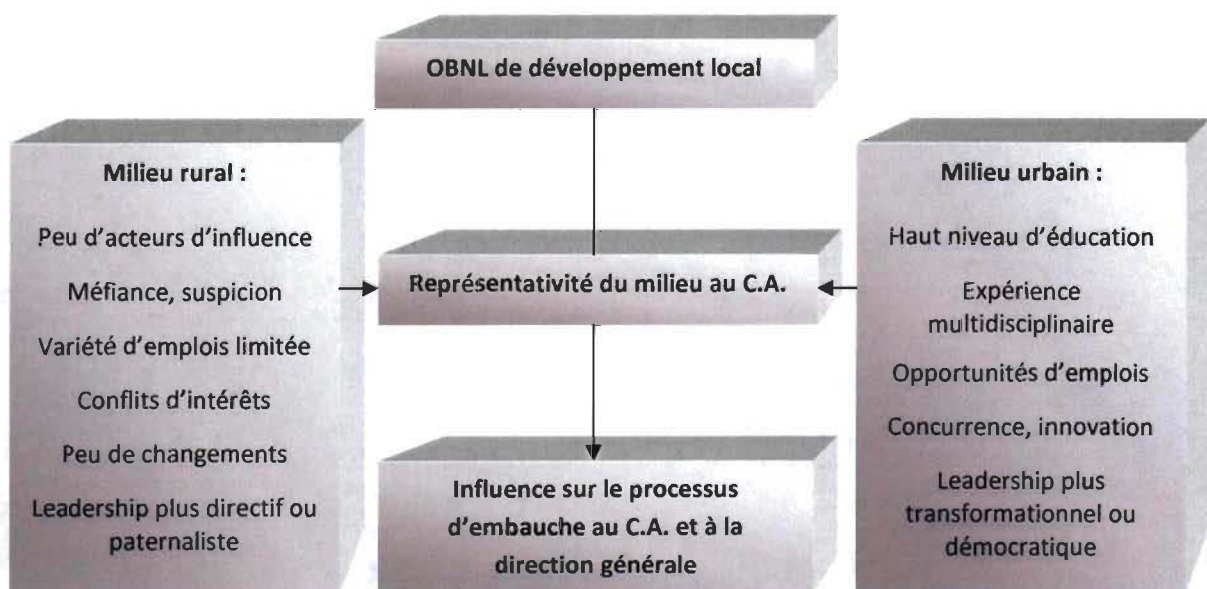 OBNL de développement local
Milieu rural :
Peu d'acteurs d'influence
Méfiance, suspicion
Variété d'emplois limitée
Conflits d'intérêts
Peu de changements
Leadership plus directif ou
paternaliste
Représentativité du milieu au C.A.
Influence sur le processus
d'embauche au C.A. et à la
direction générale
Milieu urbain :
Haut niveau d'éducation
Expérience
multidisciplinaire
Opportunités d'emplois
Concurrence, innovation
Leadership plus
transformationnel ou
démocratique